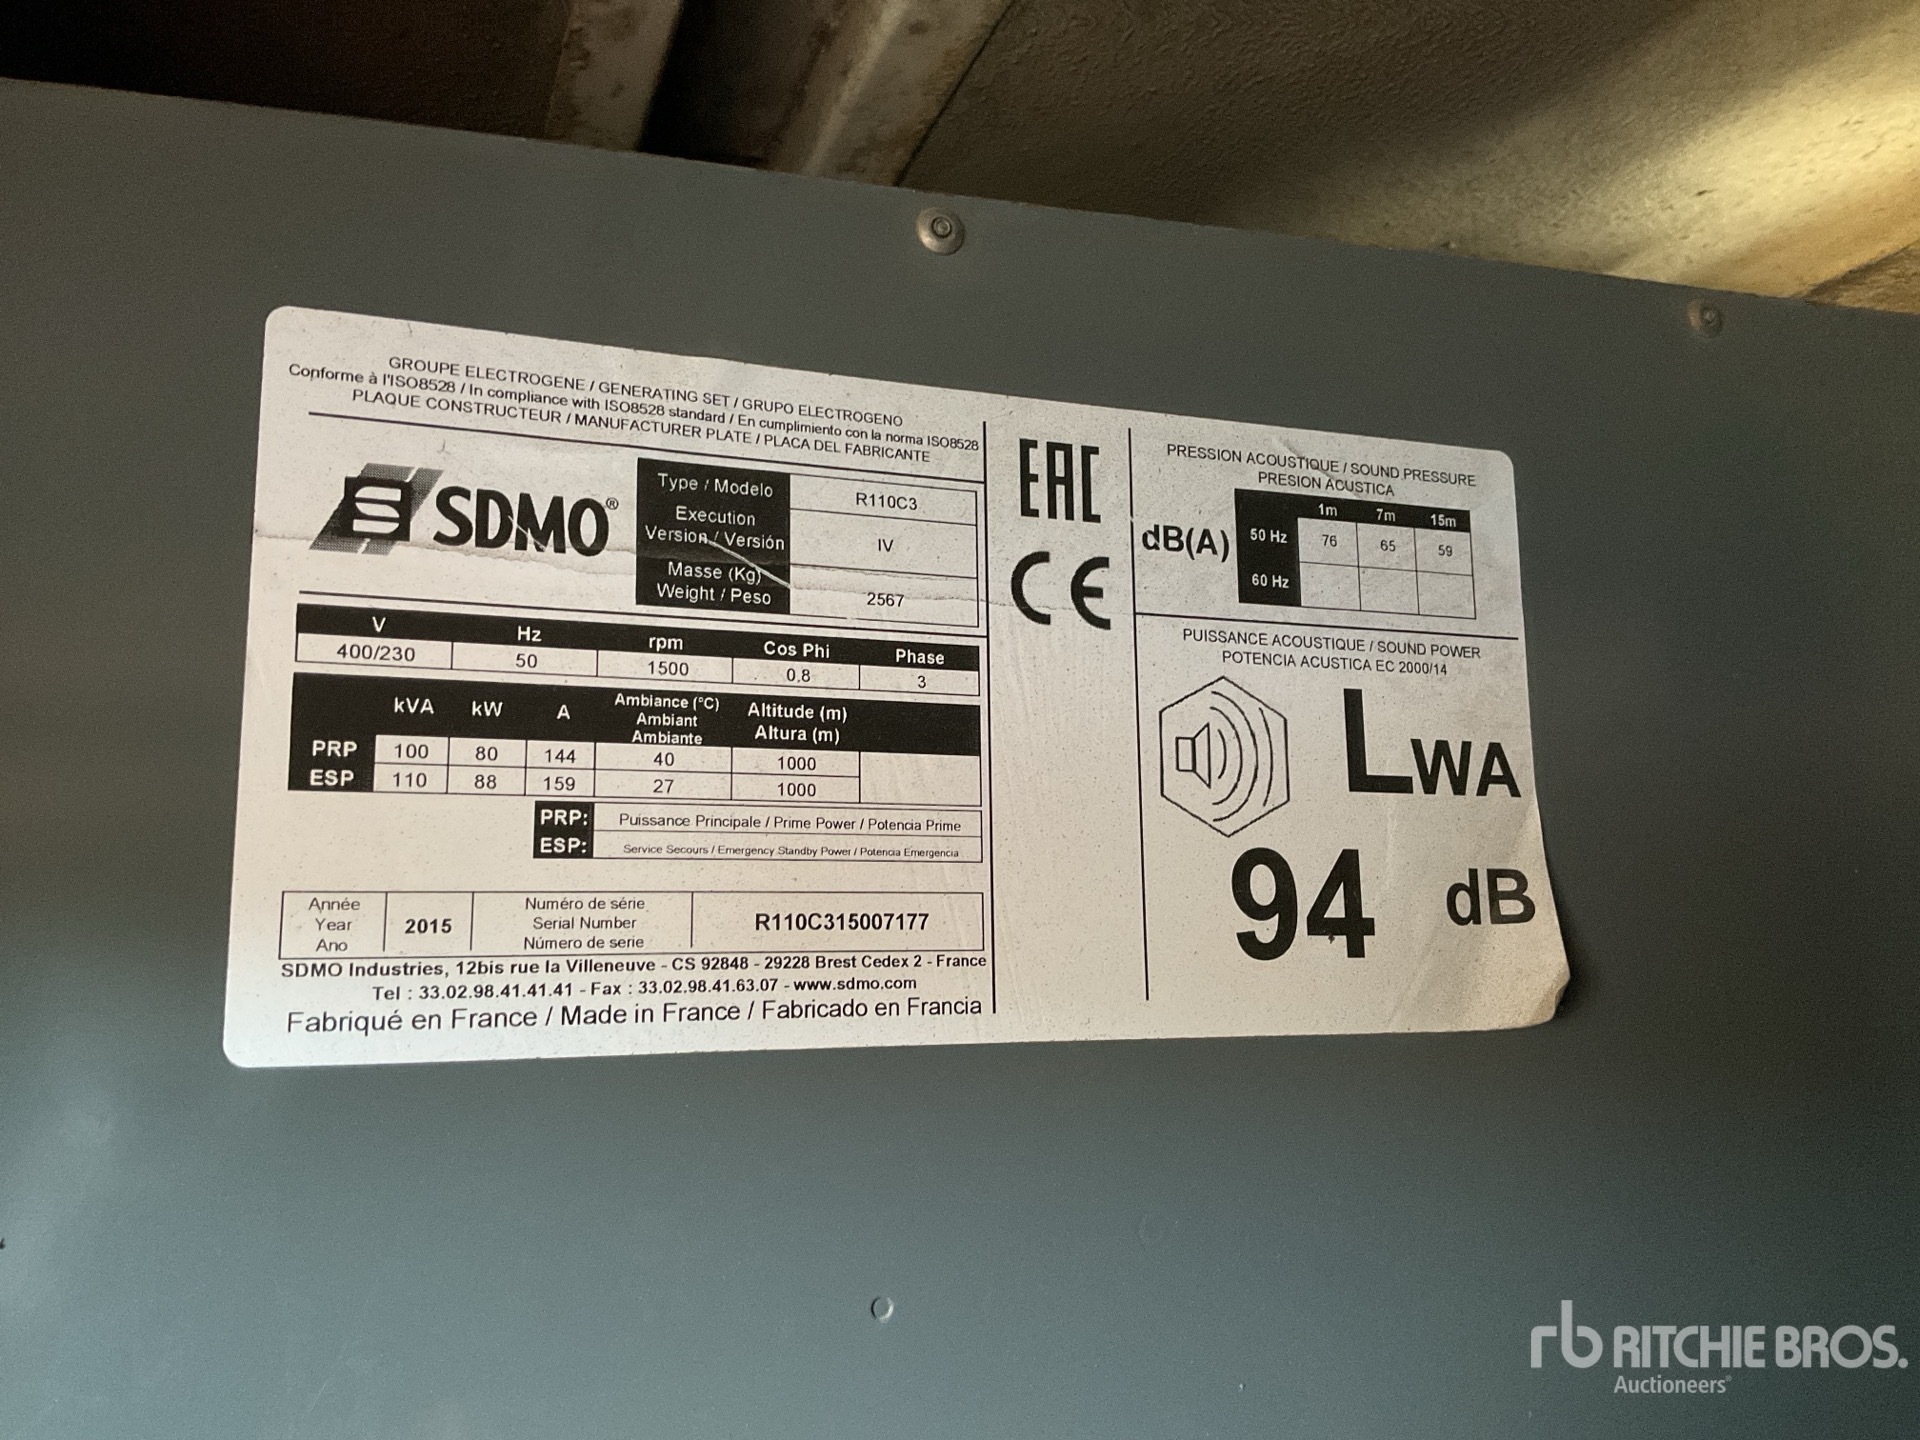 GROUPE ELECTROGENE / GENERATING SET / GRUPO ELECTROGENO
Conforme à l'ISO8528 / In compliance with ISO8528 standard / En cumplimiento con la norma ISO8528
PLAQUE CONSTRUCTEUR / MANUFACTURER PLATE / PLACA DEL FABRICANTE
SDMO®
Type / Modelo R110C3
Execution
Version / Versión IV
Masse (Kg)
Weight / Peso 2567
V Hz rpm Cos Phi Phase
400/230 50 1500 0.8 3
kVA kW A Ambiance (°C) Altitude (m)
Ambiant Altura (m)
Ambiante
PRP 100 80 144 40 1000
ESP 110 88 159 27 1000
PRP: Puissance Principale / Prime Power / Potencia Prime
ESP: Service Secours / Emergency Standby Power / Potencia Emergencia
Année Numéro de série
Year 2015 Serial Number R110C315007177
Ano Número de serie
SDMO Industries, 12bis rue la Villeneuve - CS 92848 - 29228 Brest Cedex 2 - France
Tel : 33.02.98.41.41.41 - Fax : 33.02.98.41.63.07 - www.sdmo.com
Fabriqué en France / Made in France / Fabricado en Francia
EAC
CE
PRESSION ACOUSTIQUE / SOUND PRESSURE
PRESION ACUSTICA
1m 7m 15m
dB(A) 50 Hz 76 65 59
60 Hz
PUISSANCE ACOUSTIQUE / SOUND POWER
POTENCIA ACUSTICA EC 2000/14
LWA
94 dB
rb RITCHIE BROS.
Auctioneers®